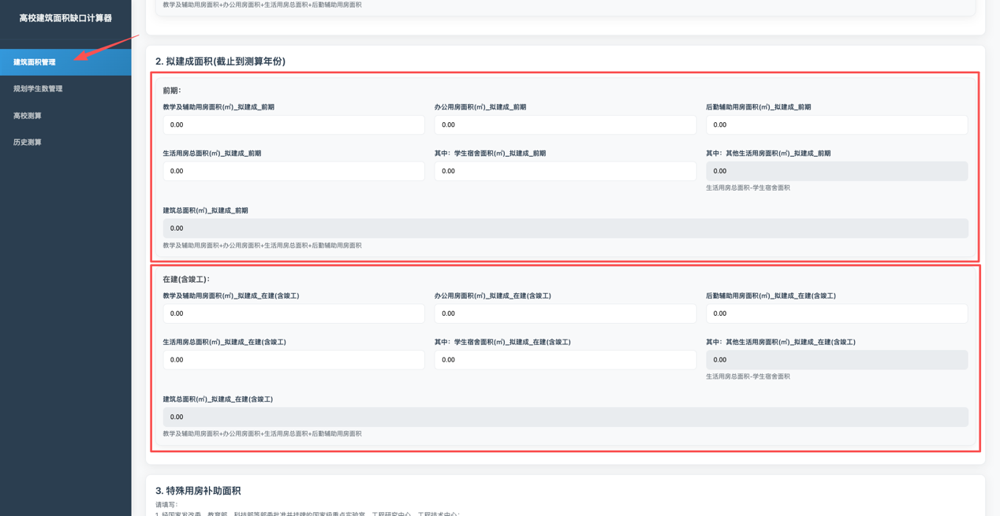 高校建筑面积缺口计算器
建筑面积管理
规划学生数管理
高校测算
历史测算
教学及辅助用房面积+办公用房面积+生活用房总面积+后勤辅助用房面积
2. 拟建成面积(截止到测算年份)
前期:
教学及辅助用房面积(㎡)_拟建成_前期
办公用房面积(㎡)_拟建成_前期
后勤辅助用房面积(㎡)_拟建成_前期
0.00
0.00
0.00
生活用房总面积(㎡)_拟建成_前期
其中: 学生宿舍面积(㎡)_拟建成_前期
其中: 其他生活用房面积(㎡)_拟建成_前期
0.00
0.00
0.00
生活用房总面积-学生宿舍面积
建筑总面积(㎡)_拟建成_前期
0.00
教学及辅助用房面积+办公用房面积+生活用房总面积+后勤辅助用房面积
在建(含竣工):
教学及辅助用房面积(㎡)_拟建成_在建(含竣工)
办公用房面积(㎡)_拟建成_在建(含竣工)
后勤辅助用房面积(㎡)_拟建成_在建(含竣工)
0.00
0.00
0.00
生活用房总面积(㎡)_拟建成_在建(含竣工)
其中: 学生宿舍面积(㎡)_拟建成_在建(含竣工)
其中: 其他生活用房面积(㎡)_拟建成_在建(含竣工)
0.00
0.00
0.00
生活用房总面积-学生宿舍面积
建筑总面积(㎡)_拟建成_在建(含竣工)
0.00
教学及辅助用房面积+办公用房面积+生活用房总面积+后勤辅助用房面积
3. 特殊用房补助面积
请填写:
1. 经国家发改委、教育部、科技部等部委批准并挂牌的国家级重点实验室、工程研究中心、工程技术中心;